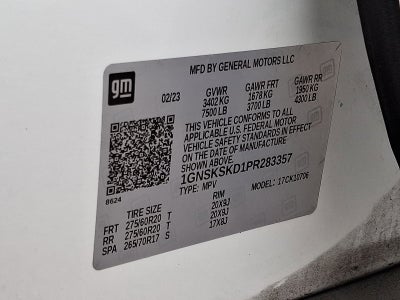 gm
MFD BY GENERAL MOTORS LLC
02/23 GVWR GAWR FRT GAWR RR
3402 KG 1678 KG 1950 KG
7500 LB 3700 LB 4300 LB
THIS VEHICLE CONFORMS TO ALL
APPLICABLE U.S. FEDERAL MOTOR
VEHICLE SAFETY STANDARDS IN EFFECT
ON THE DATE OF MANUFACTURE
SHOWN ABOVE.
1GNSKSKD1PR283357
8624 TYPE: MPV MODEL: 17CK10706
TIRE SIZE RIM
FRT 275/60R20 T 20X9J
RR 275/60R20 T 20X9J
SPA 265/70R17 S 17X8J